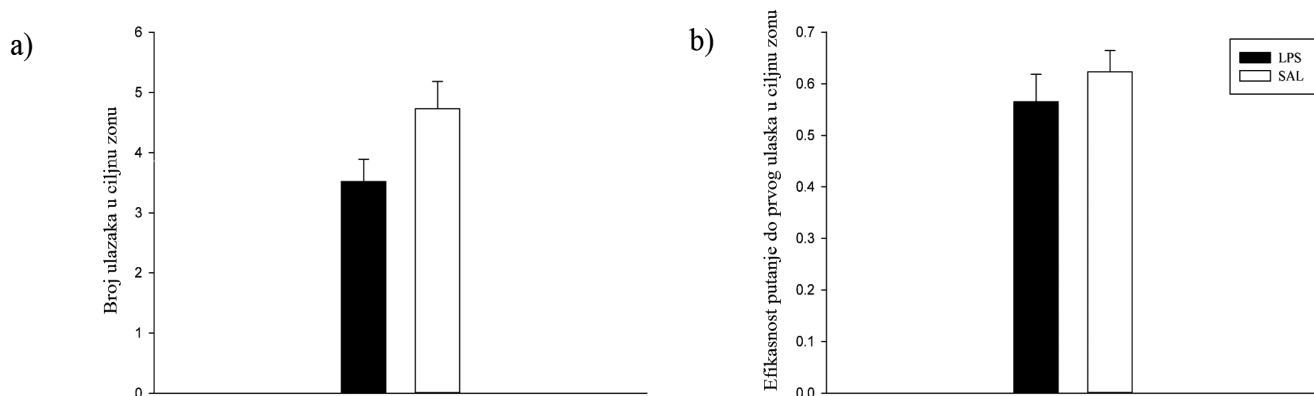 a)
Broj ulazaka u ciljnu zonu
6
5
4
3
2
1
0
b)
Efikasnost putanje do prvog ulaska u ciljnu zonu
0.7
0.6
0.5
0.4
0.3
0.2
0.1
0.0
LPS
SAL